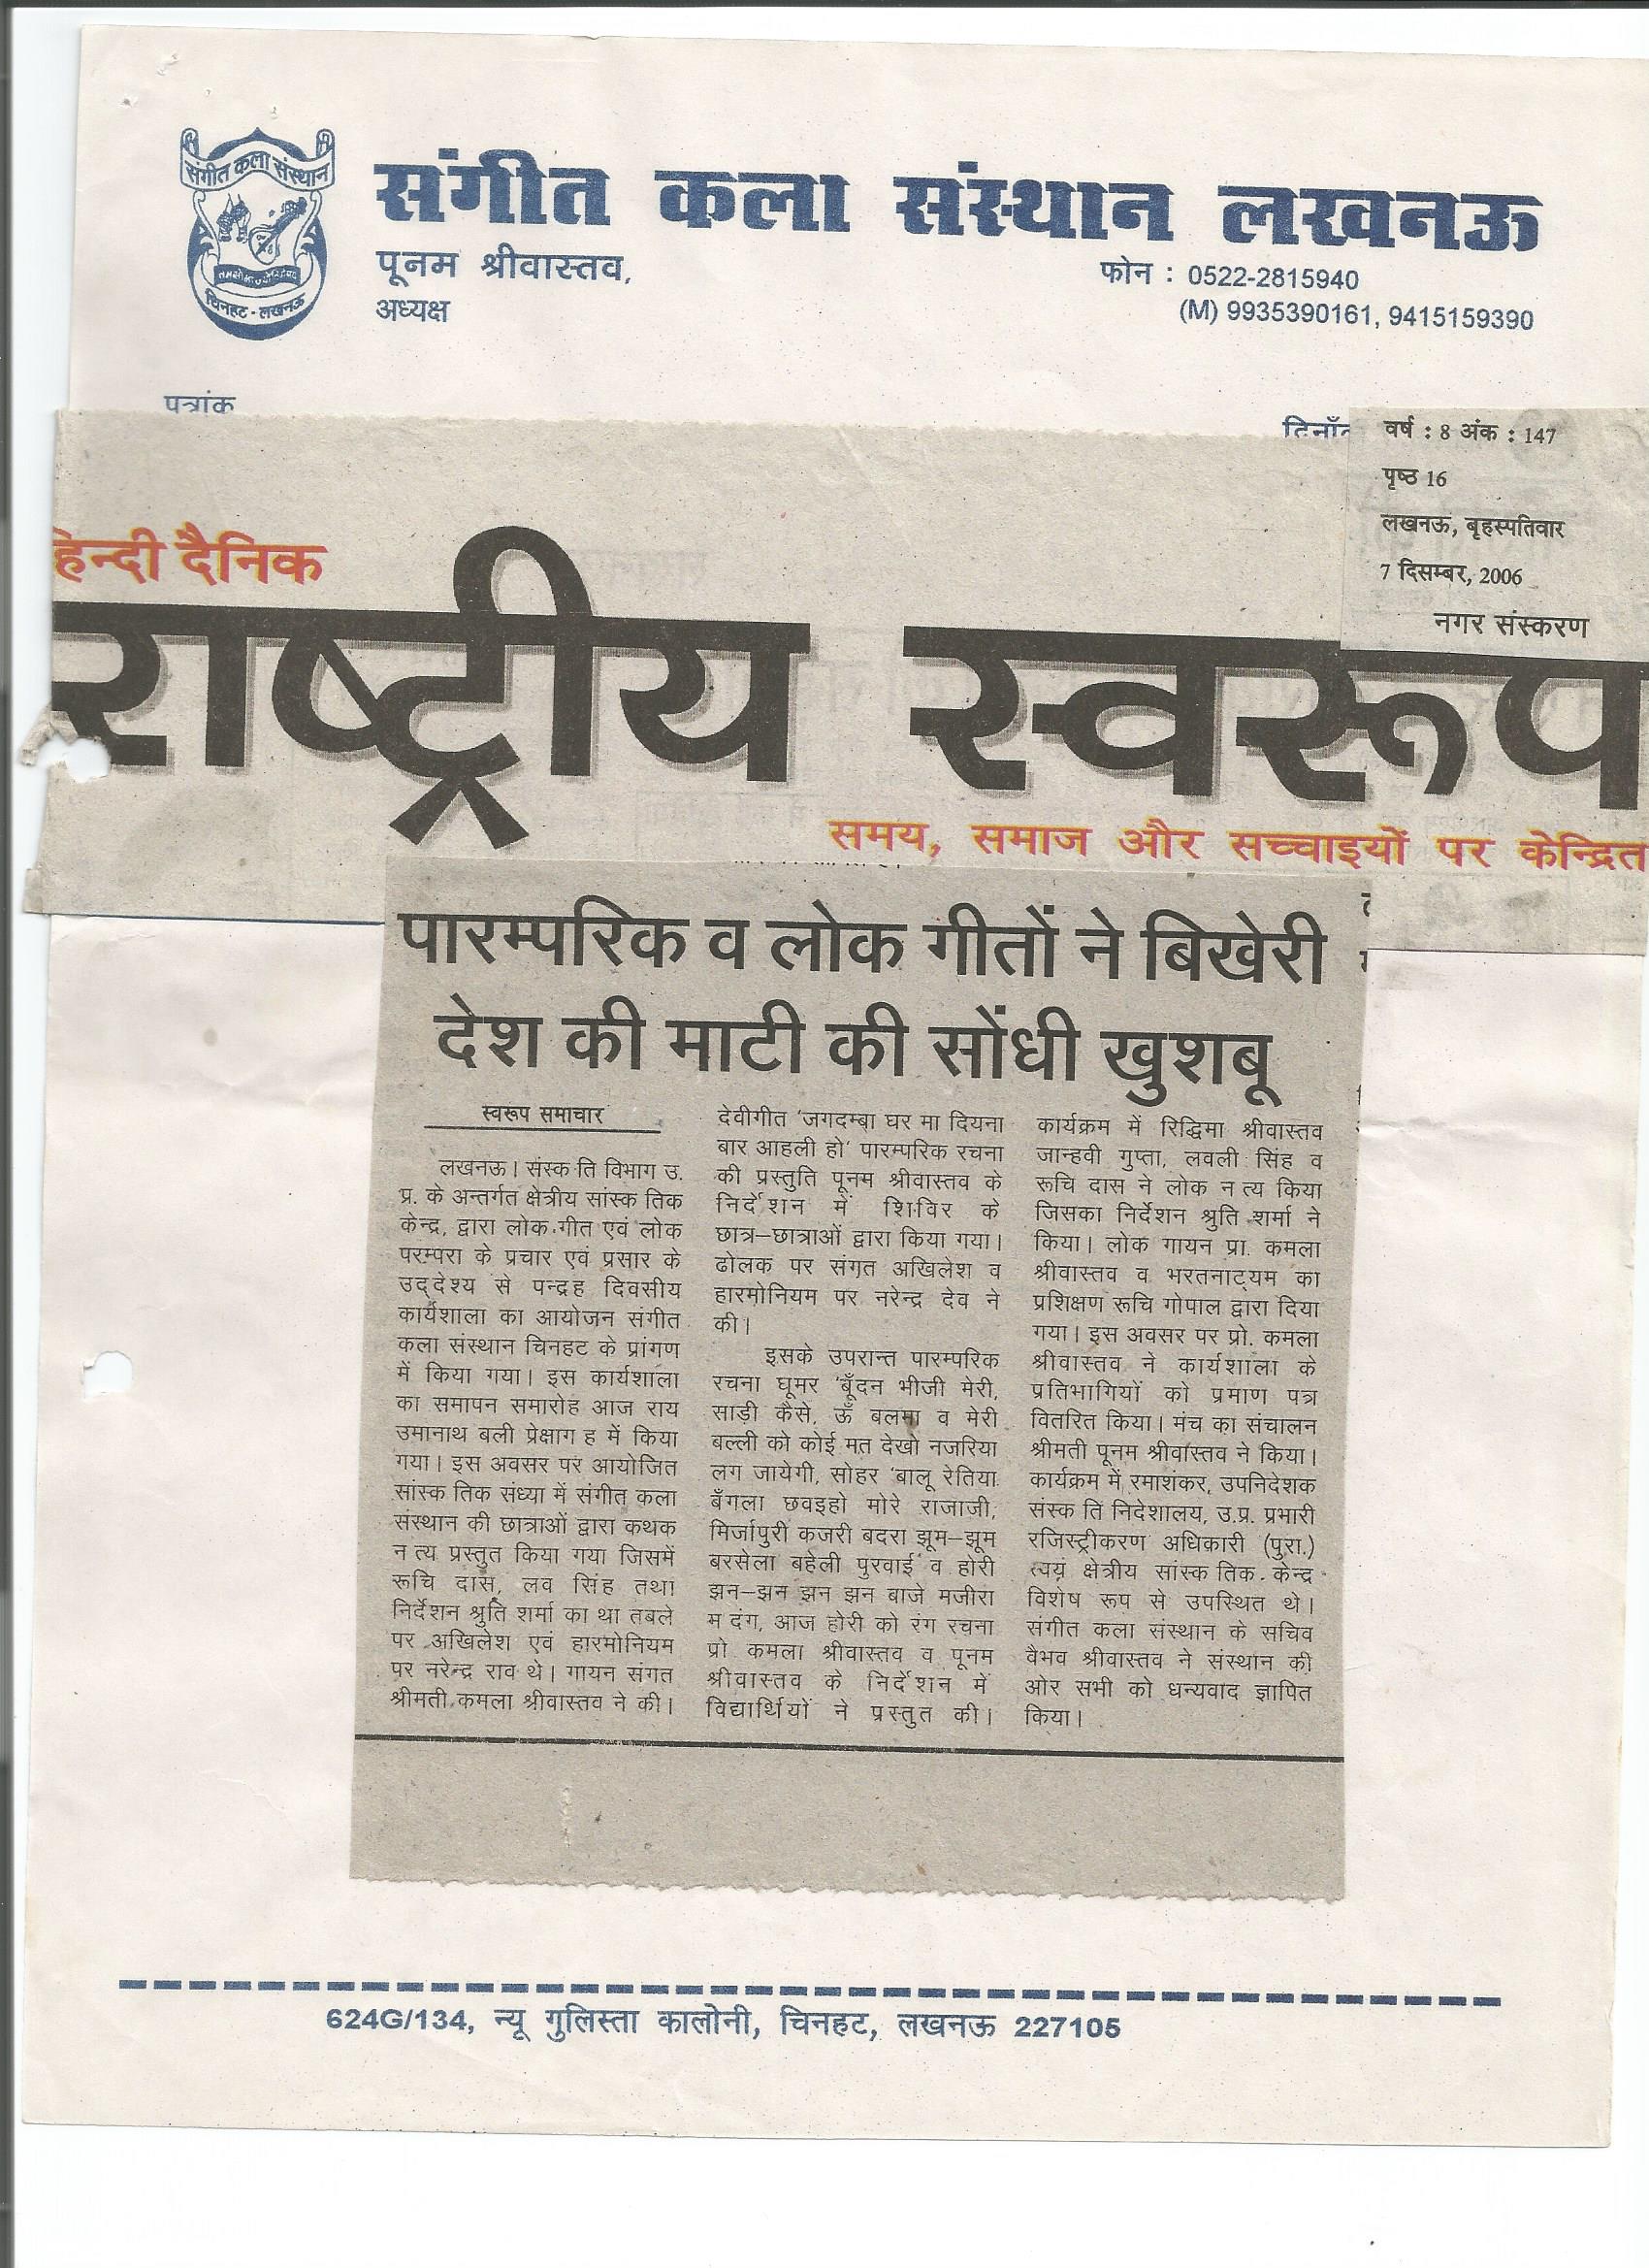 संगीत कला संस्थान
चिनहट - लखनऊ
संगीत कला संस्थान लखनऊ
पूनम श्रीवास्तव,
अध्यक्ष
फोन : 0522-2815940
(M) 9935390161, 9415159390
पत्रांक
वर्ष : 8 अंक : 147
पृष्ठ 16
लखनऊ, बृहस्पतिवार
7 दिसम्बर, 2006
नगर संस्करण
हिन्दी दैनिक
राष्ट्रीय स्वरूप
समय, समाज और सच्चाइयों पर केन्द्रित
पारम्परिक व लोक गीतों ने बिखेरी
देश की माटी की सोंधी खुशबू
स्वरूप समाचार
लखनऊ। संस्क ति विभाग उ.
प्र. के अन्तर्गत क्षेत्रीय सांस्क तिक
केन्द्र, द्वारा लोक गीत एवं लोक
परम्परा के प्रचार एवं प्रसार के
उद्देश्य से पन्द्रह दिवसीय
कार्यशाला का आयोजन संगीत
कला संस्थान चिनहट के प्रांगण
में किया गया। इस कार्यशाला
का समापन समारोह आज राय
उमानाथ बली प्रेक्षाग ह में किया
गया। इस अवसर पर आयोजित
सांस्क तिक संध्या में संगीत कला
संस्थान की छात्राओं द्वारा कथक
न त्य प्रस्तुत किया गया जिसमें
रूचि दास, लव सिंह तथा
निर्देशन श्रुति शर्मा का था तबले
पर अखिलेश एवं हारमोनियम
पर नरेन्द्र राव थे। गायन संगत
श्रीमती कमला श्रीवास्तव ने की।
देवीगीत 'जगदम्बा घर मा दियना
बार आहली हो' पारम्परिक रचना
की प्रस्तुति पूनम श्रीवास्तव के
निर्देशन में शिविर के
छात्र–छात्राओं द्वारा किया गया।
ढोलक पर संगत अखिलेश व
हारमोनियम पर नरेन्द्र देव ने
की।
इसके उपरान्त पारम्परिक
रचना घूमर 'बूँदन भीजी मेरी,
साड़ी कैसे, ऊँ बलमा व मेरी
बल्ली को कोई मत देखो नजरिया
लग जायेगी, सोहर 'बालू रेतिया
बँगला छवइहो मोरे राजाजी,
मिर्जापुरी कजरी बदरा झूम–झूम
बरसेला बहेली पुरवाई' व होरी
झन–झन झन झन बाजे मजीरा
म दंग, आज होरी को रंग रचना
प्रो कमला श्रीवास्तव व पूनम
श्रीवास्तव के निर्देशन में
विद्यार्थियों ने प्रस्तुत की।
कार्यक्रम में रिद्धिमा श्रीवास्तव
जान्हवी गुप्ता, लवली सिंह व
रूचि दास ने लोक न त्य किया
जिसका निर्देशन श्रुति शर्मा ने
किया। लोक गायन प्रा. कमला
श्रीवास्तव व भरतनाट्यम का
प्रशिक्षण रूचि गोपाल द्वारा दिया
गया। इस अवसर पर प्रो. कमला
श्रीवास्तव ने कार्यशाला के
प्रतिभागियों को प्रमाण पत्र
वितरित किया। मंच का संचालन
श्रीमती पूनम श्रीवास्तव ने किया।
कार्यक्रम में रमाशंकर, उपनिदेशक
संस्क ति निदेशालय, उ.प्र. प्रभारी
रजिस्ट्रीकरण अधिकारी (पुरा.)
त्वयं क्षेत्रीय सांस्क तिक केन्द्र
विशेष रूप से उपस्थित थे।
संगीत कला संस्थान के सचिव
वैभव श्रीवास्तव ने संस्थान की
ओर सभी को धन्यवाद ज्ञापित
किया।
624G/134, न्यू गुलिस्ता कालोनी, चिनहट, लखनऊ 227105